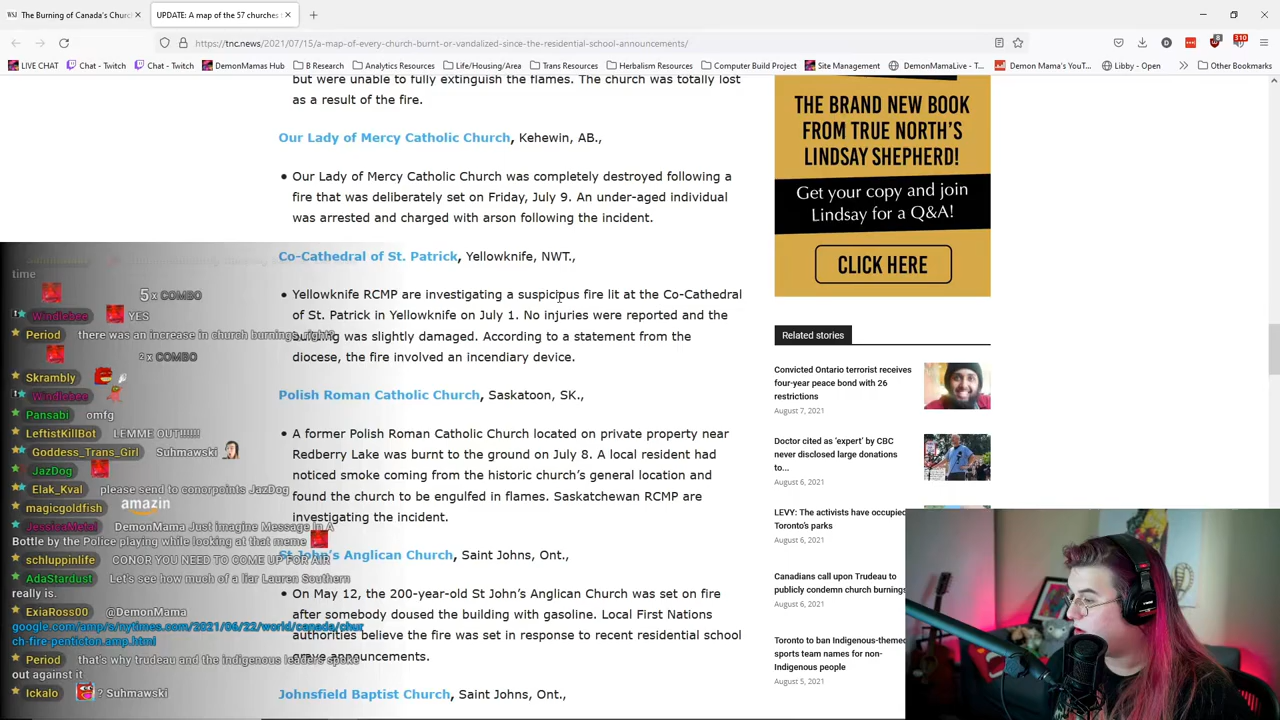 The Burning of Canada's Church
UPDATE: A map of the 57 churches
https://tnc.news/2021/07/15/a-map-of-every-church-burnt-or-vandalized-since-the-residential-school-announcements/
310
LIVE CHAT
Chat - Twitch
Chat - Twitch
DemonMamas Hub
B Research
Analytics Resources
Life/Housing/Area
Trans Resources
Herbalism Resources
Computer Build Project
Site Management
DemonMamaLive - T...
Demon Mama's YouT...
Libby - Open
Other Bookmarks
but were unable to fully extinguish the flames. The church was totally lost
as a result of the fire.
Our Lady of Mercy Catholic Church, Kehewin, AB.,
Our Lady of Mercy Catholic Church was completely destroyed following a
fire that was deliberately set on Friday, July 9. An under-aged individual
was arrested and charged with arson following the incident.
Co-Cathedral of St. Patrick, Yellowknife, NWT.,
Yellowknife RCMP are investigating a suspicious fire lit at the Co-Cathedral
of St. Patrick in Yellowknife on July 1. No injuries were reported and the
building was slightly damaged. According to a statement from the
diocese, the fire involved an incendiary device.
Polish Roman Catholic Church, Saskatoon, SK.,
A former Polish Roman Catholic Church located on private property near
Redberry Lake was burnt to the ground on July 8. A local resident had
noticed smoke coming from the historic church's general location and
found the church to be engulfed in flames. Saskatchewan RCMP are
investigating the incident.
St John's Anglican Church, Saint Johns, Ont.,
On May 12, the 200-year-old St John's Anglican Church was set on fire
after somebody doused the building with gasoline. Local First Nations
authorities believe the fire was set in response to recent residential school
grave announcements.
Johnsfield Baptist Church, Saint Johns, Ont.,
THE BRAND NEW BOOK
FROM TRUE NORTH'S
LINDSAY SHEPHERD!
Get your copy and join
Lindsay for a Q&A!
CLICK HERE
Related stories
Convicted Ontario terrorist receives
four-year peace bond with 26
restrictions
August 7, 2021
Doctor cited as 'expert' by CBC
never disclosed large donations
to...
August 6, 2021
LEVY: The activists have occupied
Toronto's parks
August 6, 2021
Canadians call upon Trudeau to
publicly condemn church burnings
August 6, 2021
Toronto to ban Indigenous-themed
sports team names for non-
Indigenous people
August 5, 2021
time
5 x COMBO
Windlebee YES
Period there was an increase in church burnings, right?
2 x COMBO
Skrambly
Windlebee
Pansabi omfg
LeftistKillBot LEMME OUT!!!!!!
Goddess_Trans_Girl Suhmawski
JazDog
Elak_Kval please send to conorpoints JazDog
magicgoldfish amazin
JessicaMetal DemonMama Just imagine Message In A
Bottle by the Police playing while looking at that meme
schluppinlife CONOR YOU NEED TO COME UP FOR AIR
AdaStardust Let's see how much of a liar Lauren Southern
really is.
ExiaRoss00 @DemonMama
google.com/amp/s/nytimes.com/2021/06/22/world/canada/chur
ch-fire-penticton.amp.html
Period that's why trudeau and the indigenous leaders spoke
out against it
Ickalo ? Suhmawski